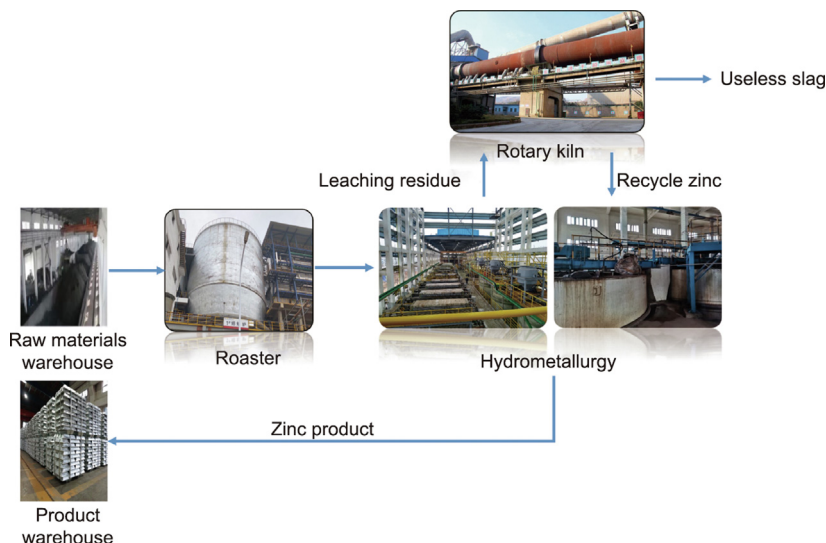 Useless slag
Rotary kiln
Leaching residue
Recycle zinc
Raw materials
warehouse
Roaster
Hydrometallurgy
Zinc product
Product
warehouse